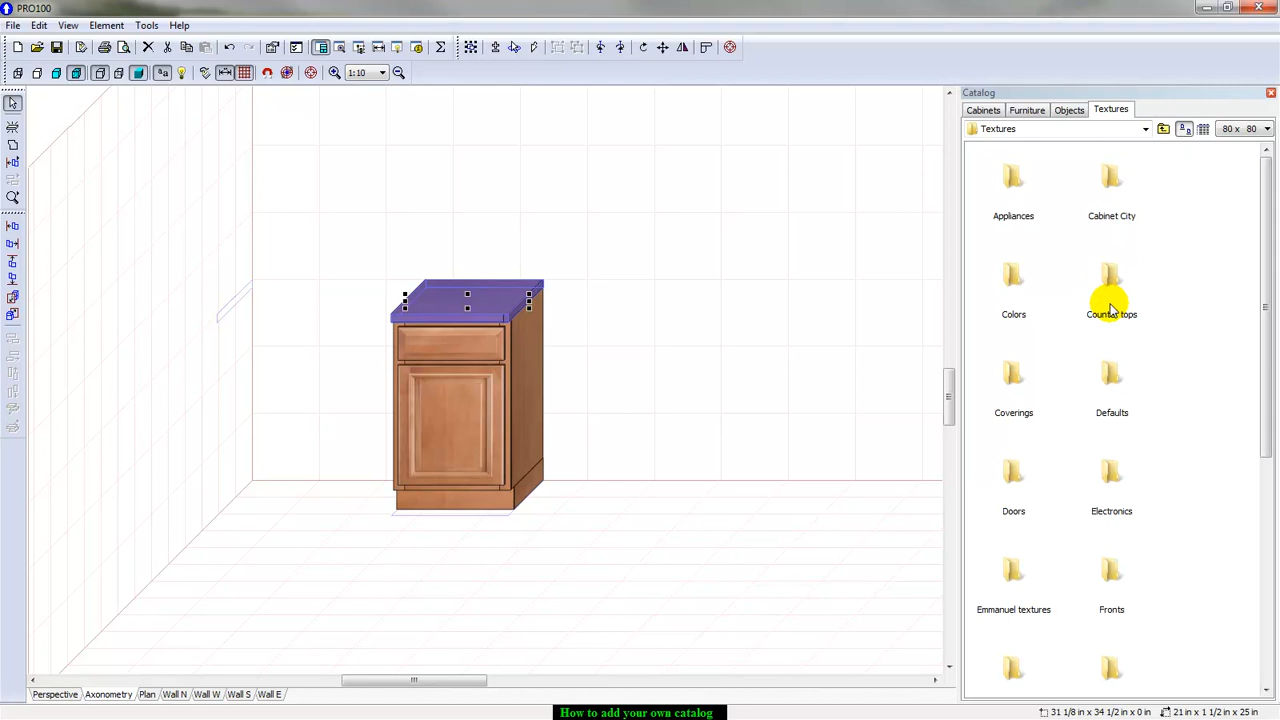 PRO100
File Edit View Element Tools Help
1:10
Catalog
Cabinets Furniture Objects Textures
Textures 80 x 80
Appliances Cabinet City
Colors Counter tops
Coverings Defaults
Doors Electronics
Emmanuel textures Fronts
Perspective Axonometry Plan Wall N Wall W Wall S Wall E
How to add your own catalog
31 1/8 in x 34 1/2 in x 0 in 21 in x 1 1/2 in x 25 in